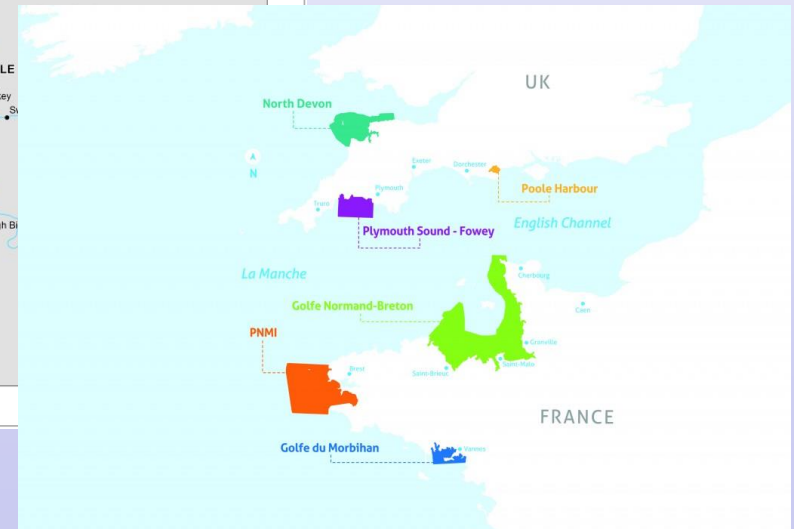 LE
UK
North Devon
A
N
Exeter
Dorchester
Plymouth
Truro
Poole Harbour
Plymouth Sound - Fowey
English Channel
La Manche
Cherbourg
Golfe Normand-Breton
Caen
PNMI
Granville
Saint-Malo
Brest
Saint-Brieuc
FRANCE
Golfe du Morbihan
Vannes